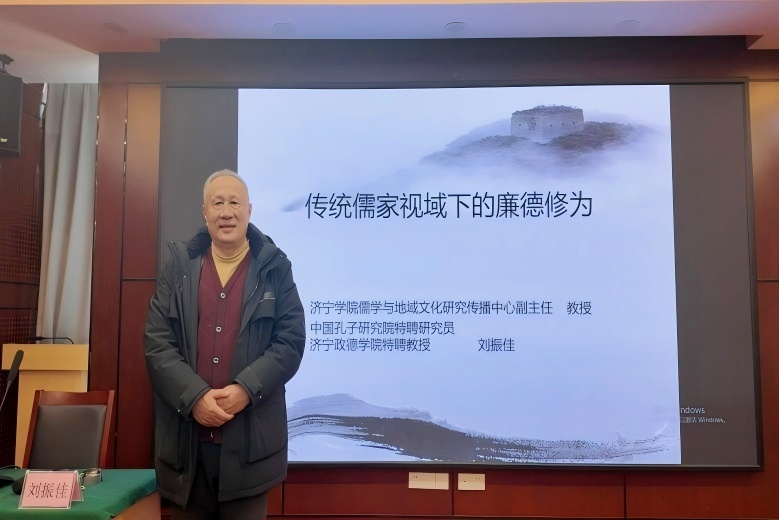 传统儒家视域下的廉德修为
济宁学院儒学与地域文化研究传播中心副主任 教授
中国孔子研究院特聘研究员
济宁政德学院特聘教授 刘振佳
ndows
Windows。
刘振佳